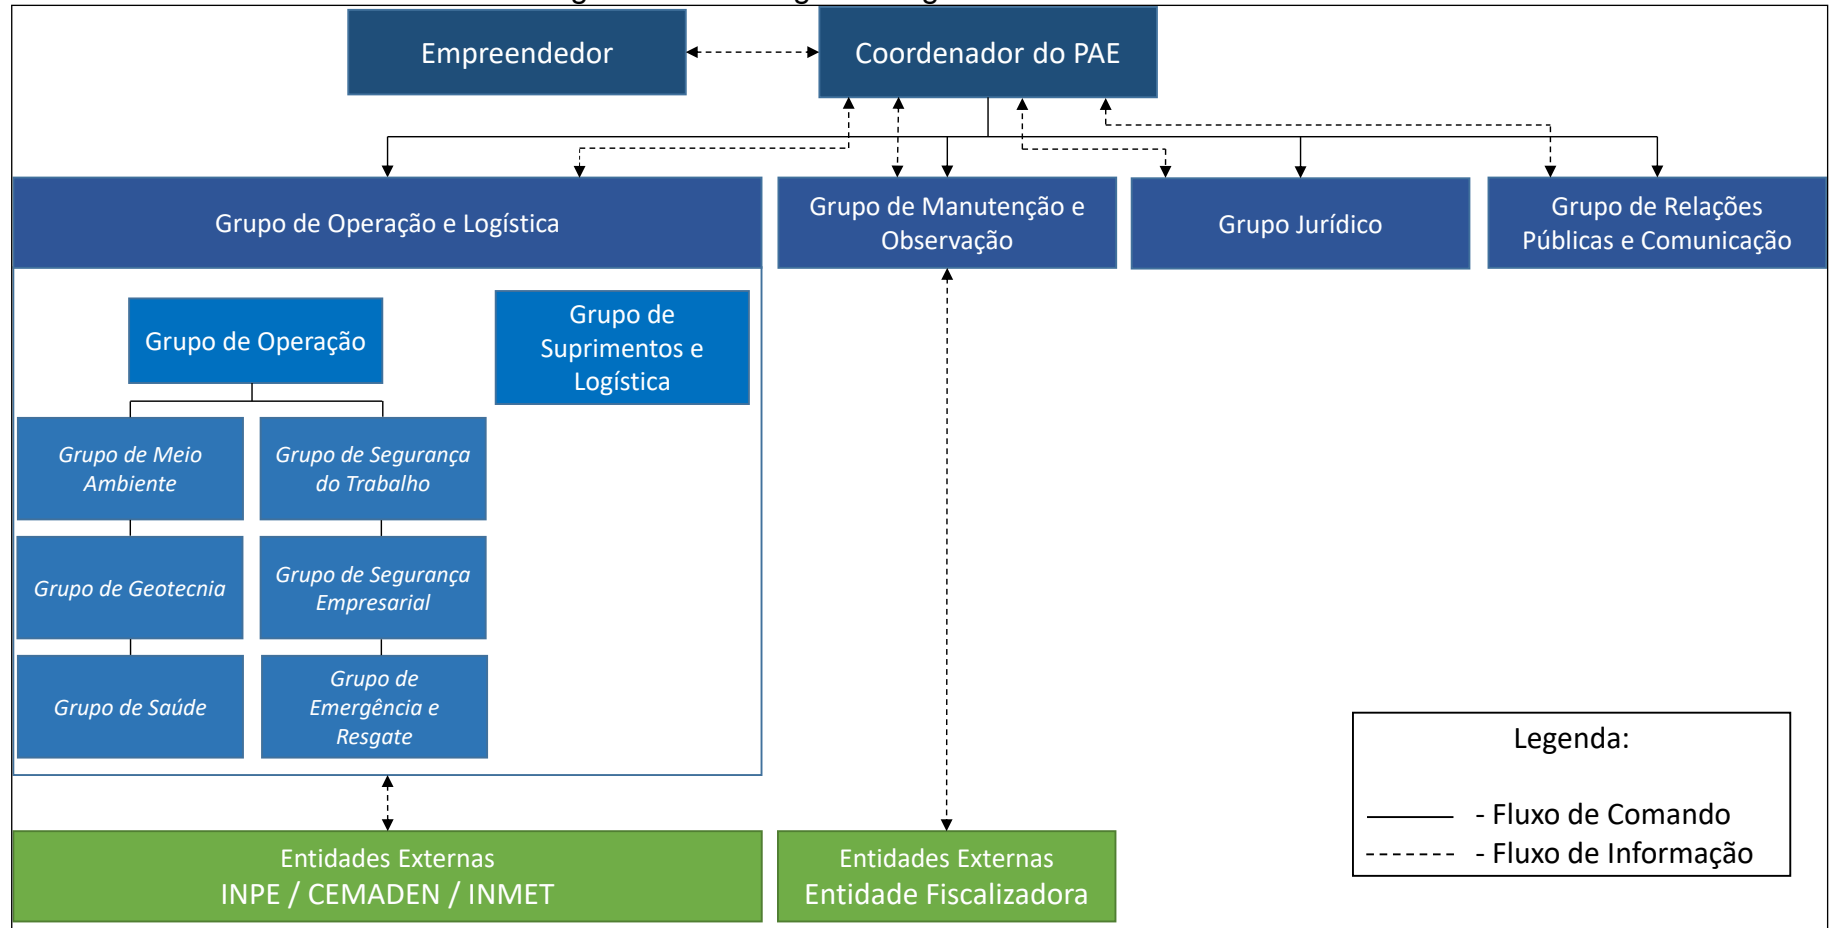 Empreendedor
Coordenador do PAE
Grupo de Operação e Logística
Grupo de Manutenção e
Observação
Grupo Jurídico
Grupo de Relações
Públicas e Comunicação
Grupo de Operação
Grupo de
Suprimentos e
Logística
Grupo de Meio
Ambiente
Grupo de Segurança
do Trabalho
Grupo de Geotecnia
Grupo de Segurança
Empresarial
Grupo de Saúde
Grupo de
Emergência e
Resgate
Legenda:
- Fluxo de Comando
- Fluxo de Informação
Entidades Externas
INPE / CEMADEN / INMET
Entidades Externas
Entidade Fiscalizadora